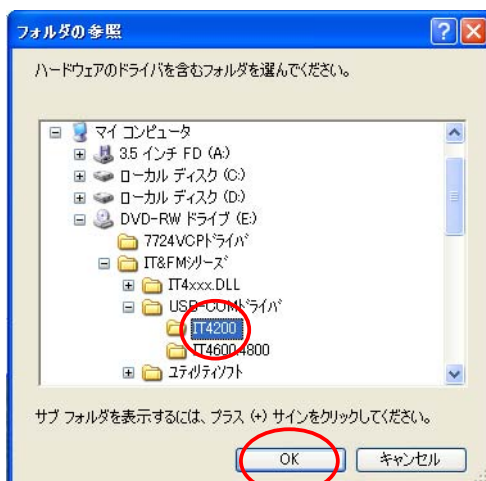 フォルダの参照
ハードウェアのドライバを含むフォルダを選んでください。
マイ コンピュータ
3.5 インチ FD (A:)
ローカル ディスク (C:)
ローカル ディスク (D:)
DVD-RW ドライブ (E:)
7724VCPﾄﾞﾗｲﾊﾞ
IT&FMｼﾘｰｽﾞ
IT4xxx.DLL
USB-COMﾄﾞﾗｲﾊﾞ
IT4200
IT4600,4800
ﾕﾃｨﾘﾃｨｿﾌﾄ
サブ フォルダを表示するには、プラス (+) サインをクリックしてください。
OK
キャンセル